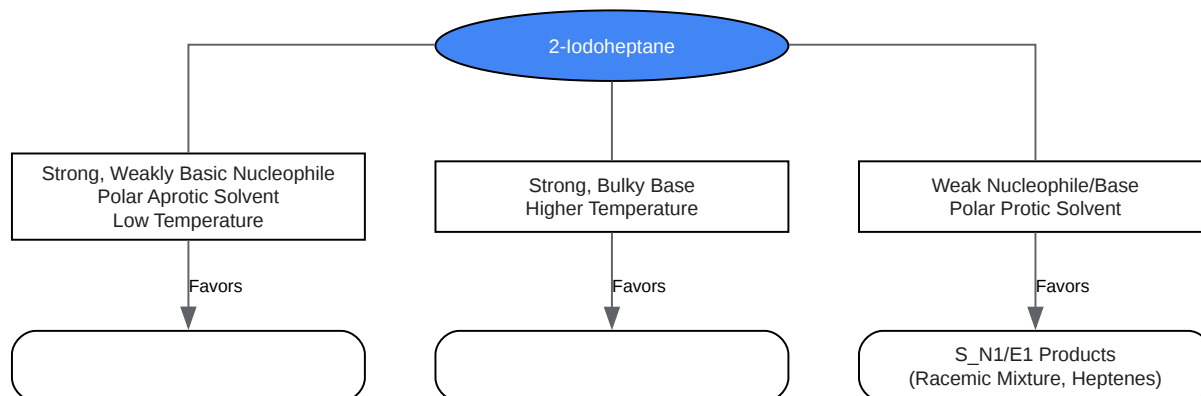 2-Iodoheptane
Strong, Weakly Basic Nucleophile
Polar Aprotic Solvent
Low Temperature
Strong, Bulky Base
Higher Temperature
Weak Nucleophile/Base
Polar Protic Solvent
Favors
Favors
Favors
S_N1/E1 Products
(Racemic Mixture, Heptenes)